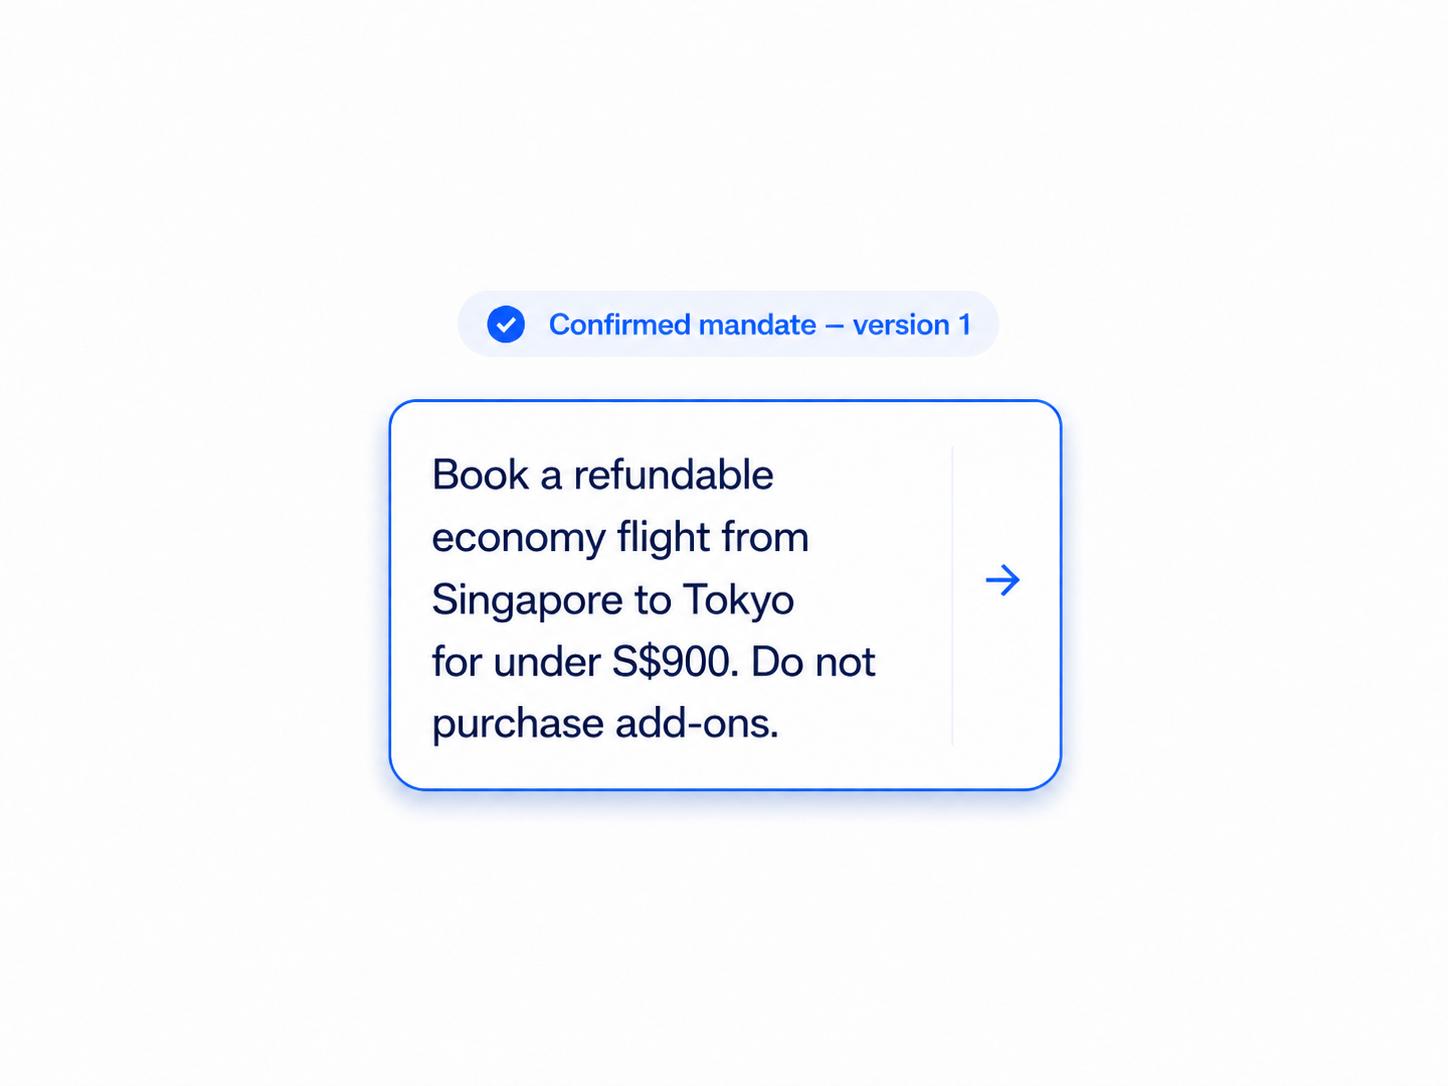 Confirmed mandate – version 1
Book a refundable
economy flight from
Singapore to Tokyo
for under S$900. Do not
purchase add-ons.